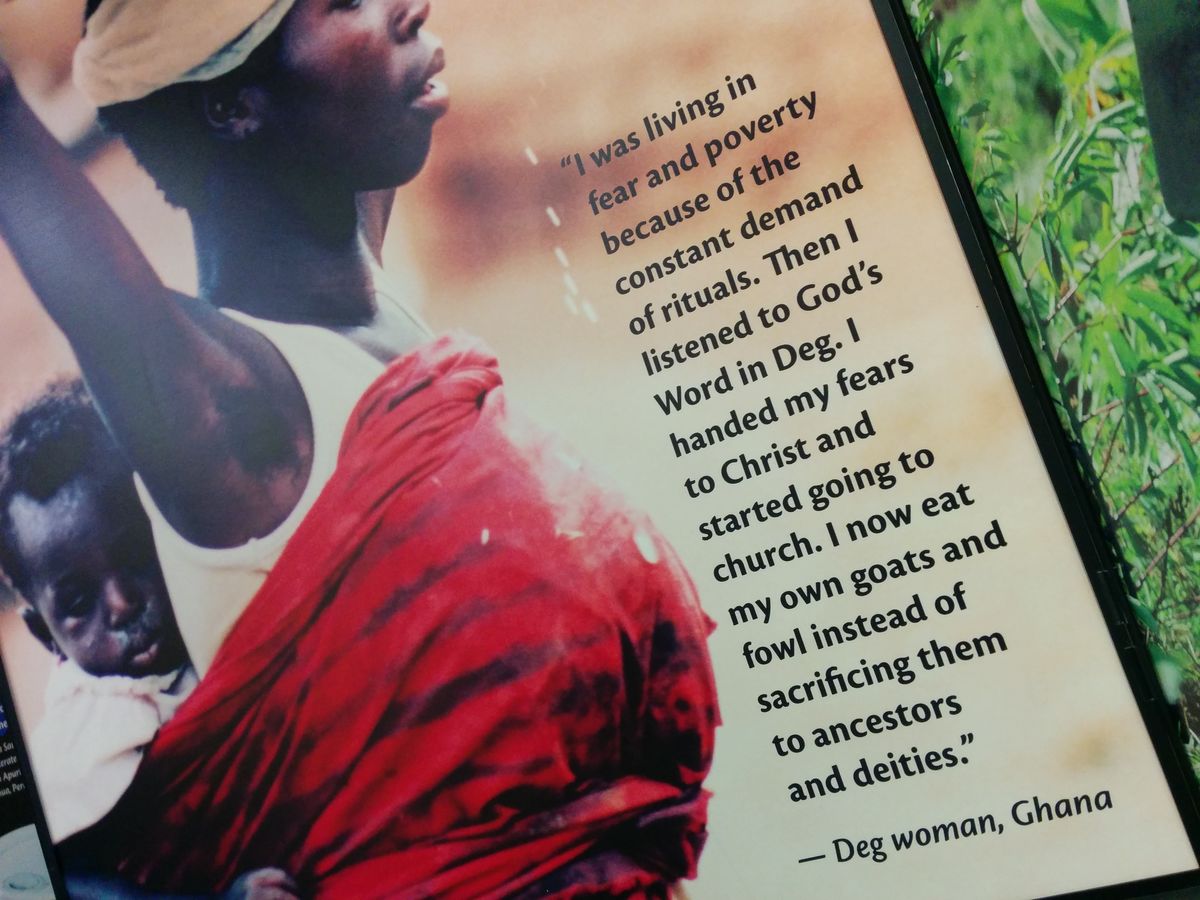 “I was living in
fear and poverty
because of the
constant demand
of rituals. Then I
listened to God’s
Word in Deg. I
handed my fears
to Christ and
started going to
church. I now eat
my own goats and
fowl instead of
sacrificing them
to ancestors
and deities.”
— Deg woman, Ghana